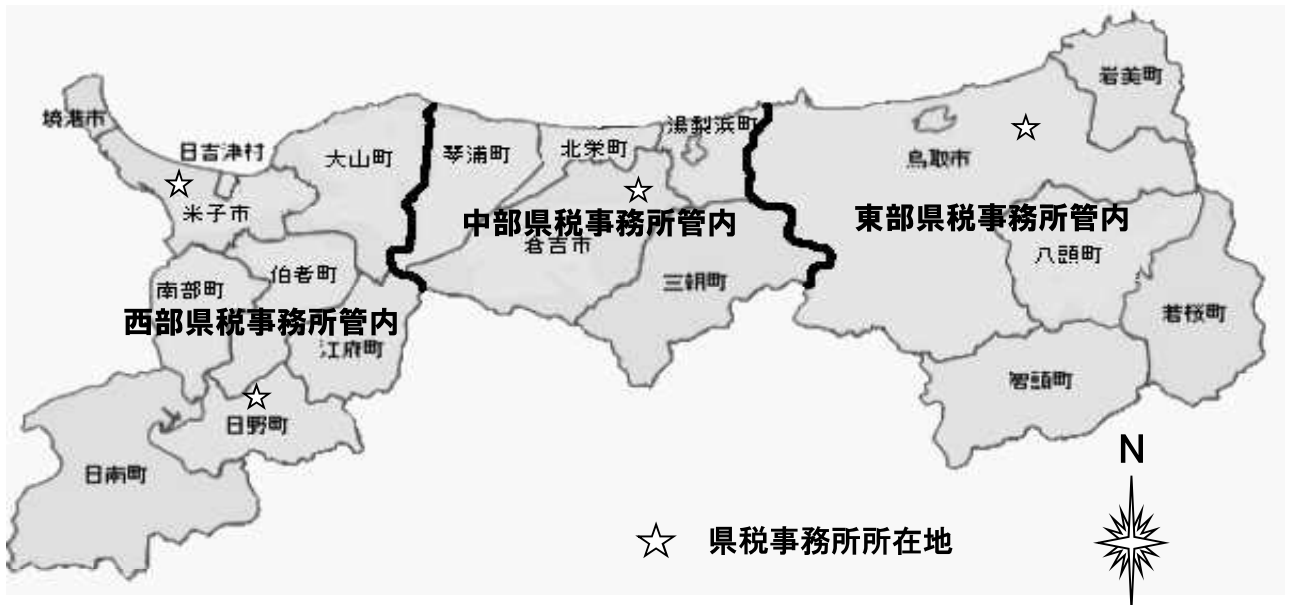 岩美町
境港市
日吉津村
大山町
琴浦町
北栄町
湯梨浜町
鳥取市
米子市
中部県税事務所管内
東部県税事務所管内
倉吉市
八頭町
伯耆町
南部町
三朝町
西部県税事務所管内
江府町
若桜町
智頭町
日野町
日南町
N
☆ 県税事務所所在地